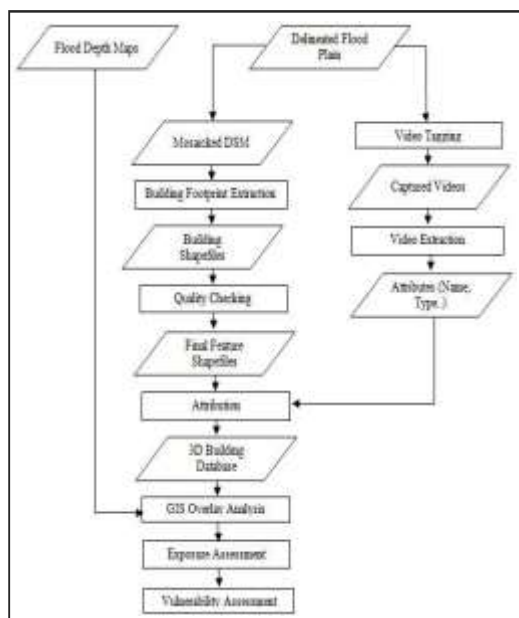 Flood Depth Maps
Delineated Flood
Plain
Mosaicked DSM
Video Tagging
Building Footprint Extraction
Captured Videos
Building
Shapefiles
Video Extraction
Quality Checking
Attributes (Name,
Type..)
Final Feature
Shapefiles
Attribution
3D Building
Database
GIS Overlay Analysis
Exposure Assessment
Vulnerability Assessment